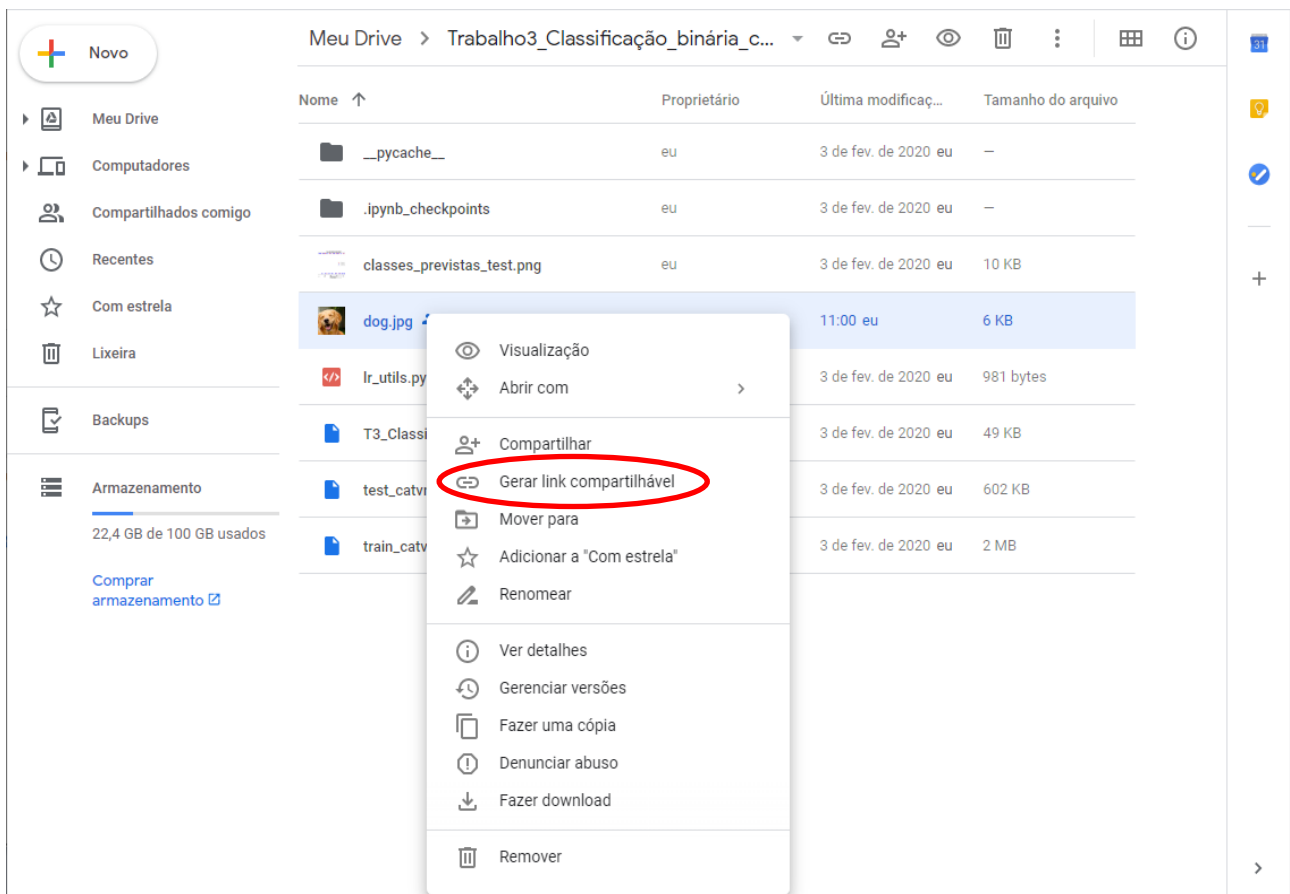 Novo
Meu Drive > Trabalho3_Classificação_binária_c...
31
Nome Proprietário Última modificaç... Tamanho do arquivo
Meu Drive
Computadores
Compartilhados comigo
Recentes
Com estrela
Lixeira
Backups
Armazenamento
22,4 GB de 100 GB usados
Comprar
armazenamento
__pycache__ eu 3 de fev. de 2020 eu —
.ipynb_checkpoints eu 3 de fev. de 2020 eu —
classes_previstas_test.png eu 3 de fev. de 2020 eu 10 KB
dog.jpg 11:00 eu 6 KB
lr_utils.py 3 de fev. de 2020 eu 981 bytes
T3_Classi 3 de fev. de 2020 eu 49 KB
test_catv 3 de fev. de 2020 eu 602 KB
train_catv 3 de fev. de 2020 eu 2 MB
Visualização
Abrir com
Compartilhar
Gerar link compartilhável
Mover para
Adicionar a "Com estrela"
Renomear
Ver detalhes
Gerenciar versões
Fazer uma cópia
Denunciar abuso
Fazer download
Remover